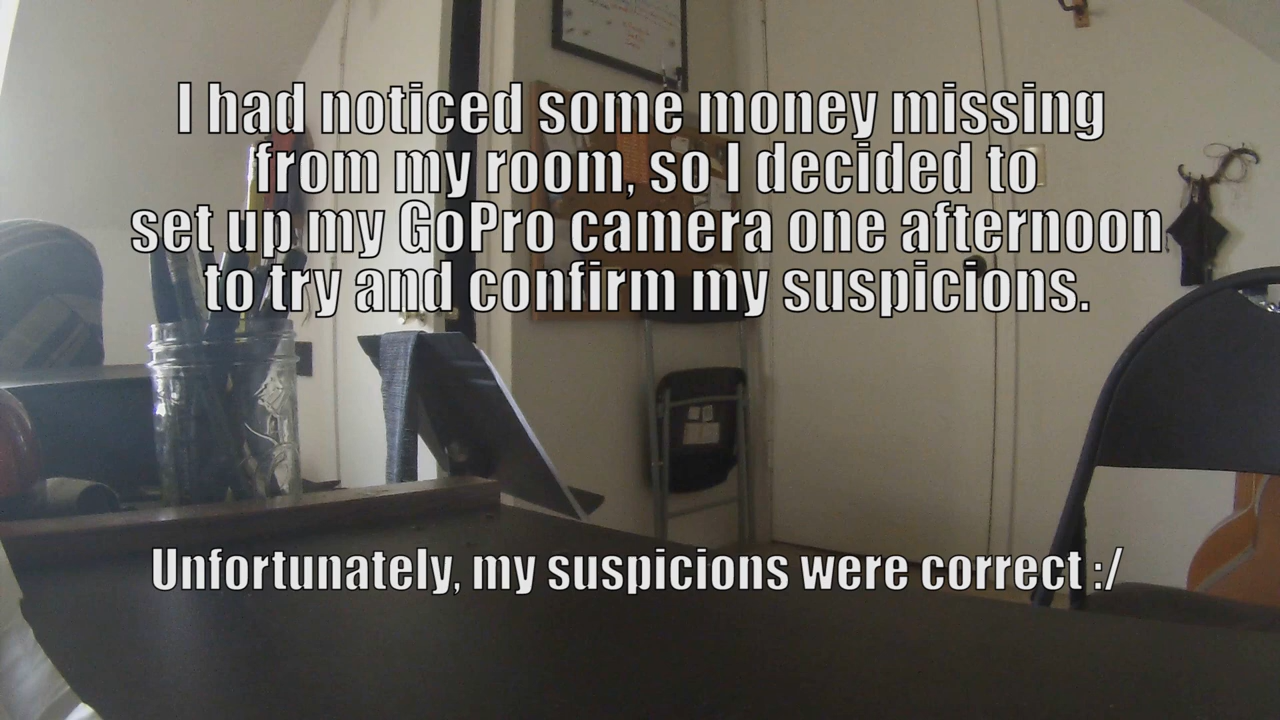 I had noticed some money missing
from my room, so I decided to
set up my GoPro camera one afternoon
to try and confirm my suspicions.
Unfortunately, my suspicions were correct :/